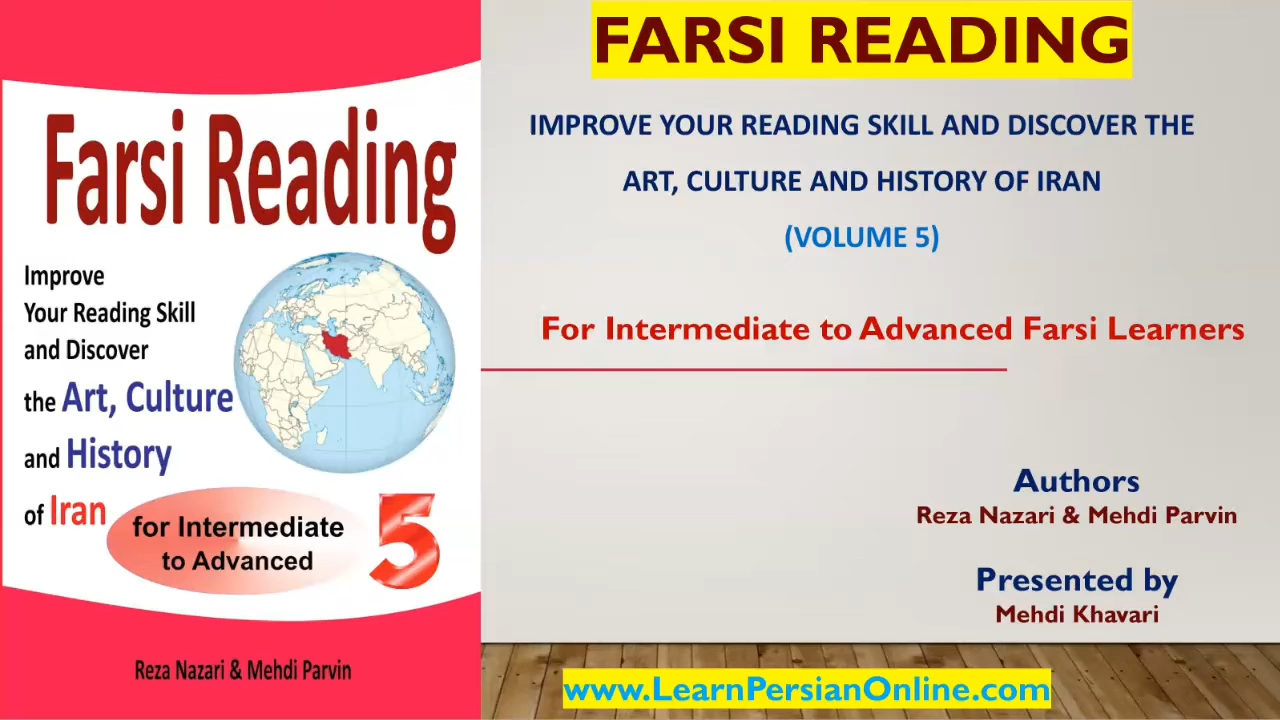 Farsi Reading
Improve
Your Reading Skill
and Discover
the Art, Culture
and History
of Iran
for Intermediate
to Advanced
5
Reza Nazari & Mehdi Parvin
FARSI READING
IMPROVE YOUR READING SKILL AND DISCOVER THE
ART, CULTURE AND HISTORY OF IRAN
(VOLUME 5)
For Intermediate to Advanced Farsi Learners
Authors
Reza Nazari & Mehdi Parvin
Presented by
Mehdi Khavari
www.LearnPersianOnline.com